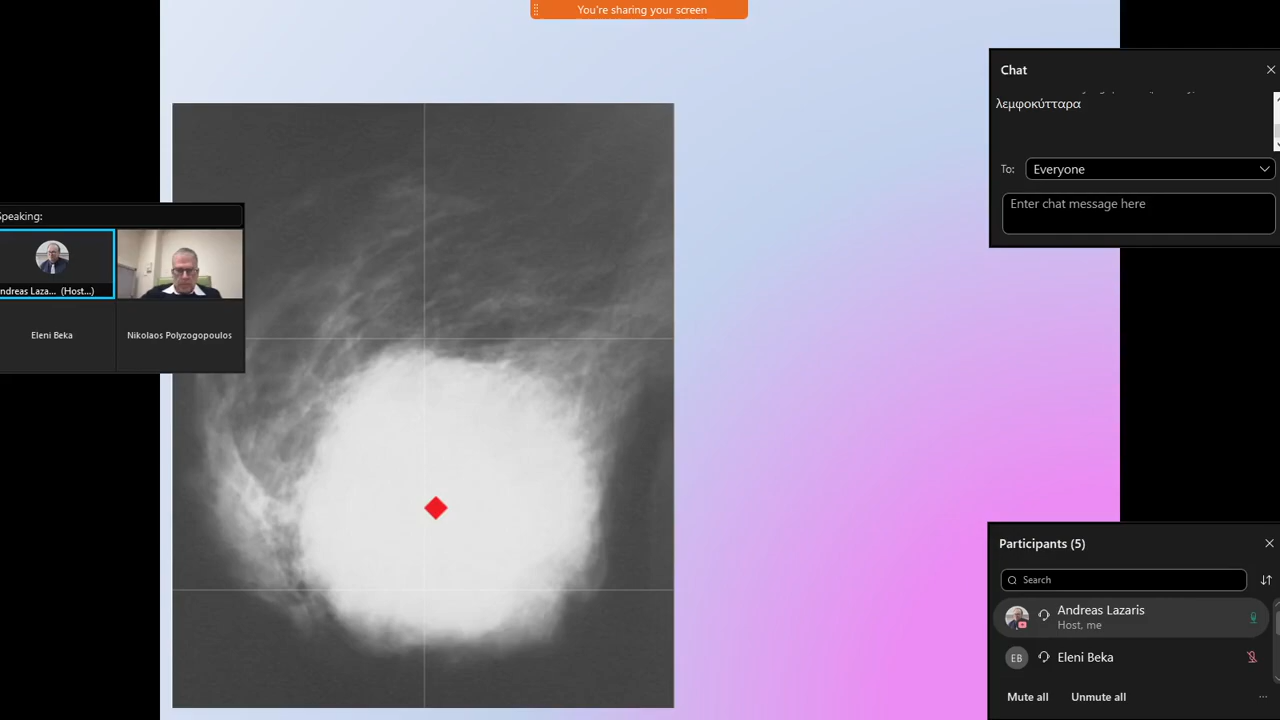 You're sharing your screen
Chat
λεμφοκύτταρα
To: Everyone
Enter chat message here
Speaking:
ndreas Laza... (Host...)
Eleni Beka
Nikolaos Polyzogopoulos
Participants (5)
Search
Andreas Lazaris
Host, me
EB
Eleni Beka
Mute all
Unmute all
...